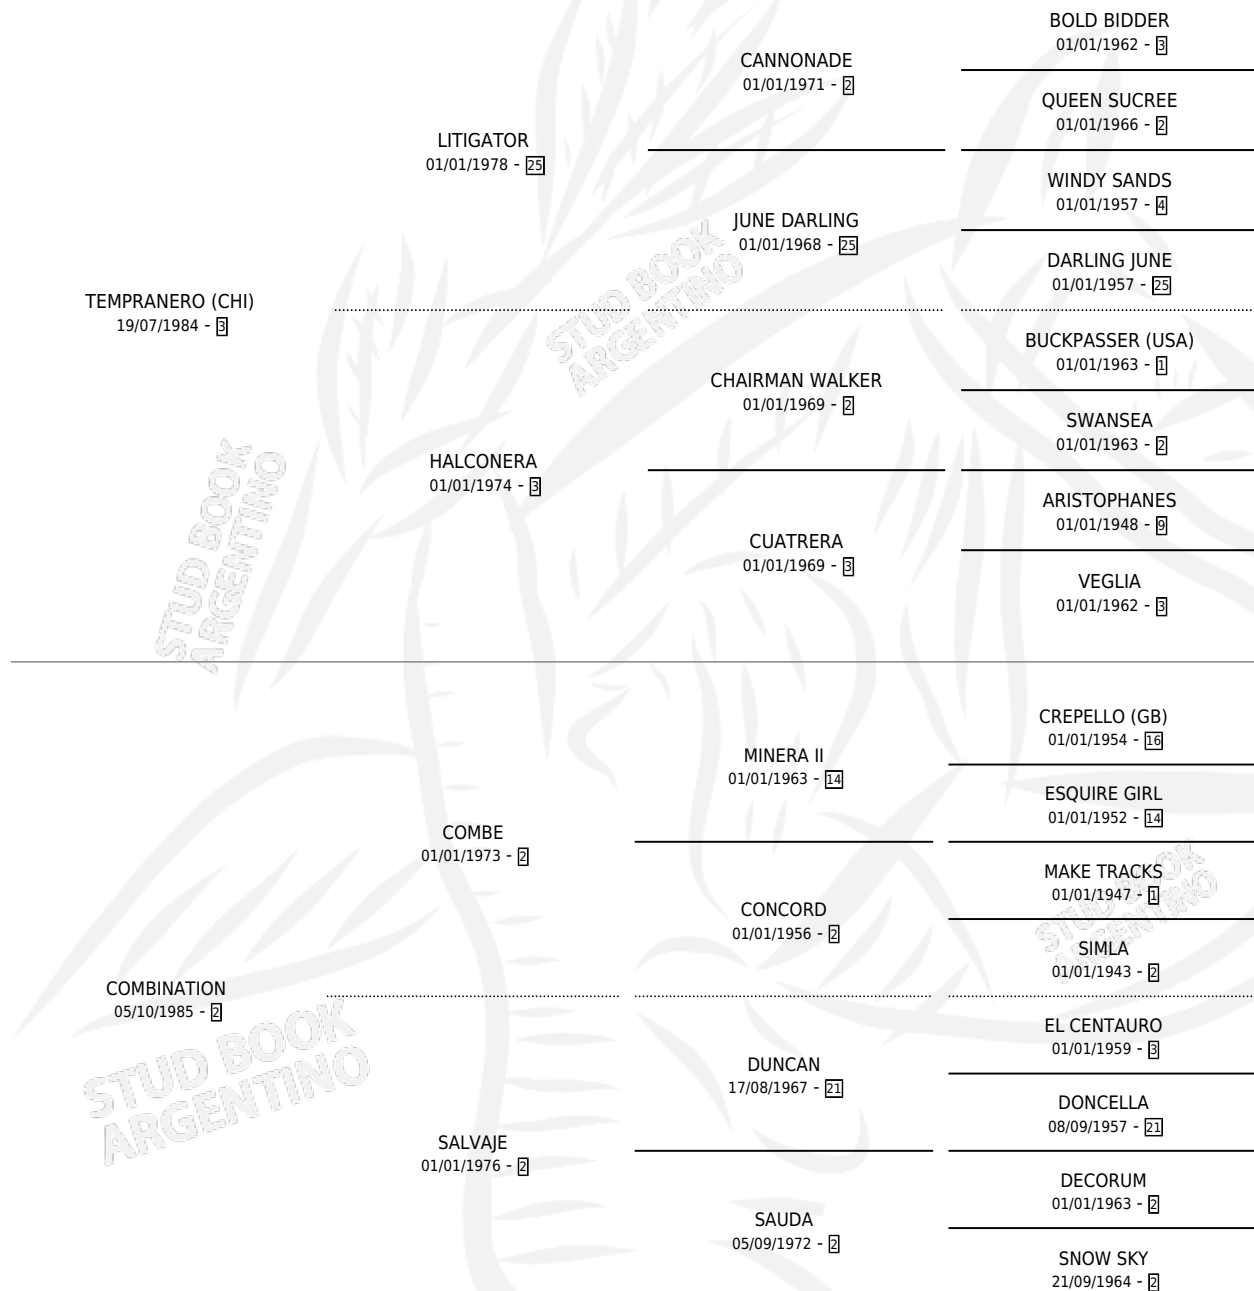 BOLD BIDDER
01/01/1962 - 3
CANNONADE
01/01/1971 - 2
QUEEN SUCREE
01/01/1966 - 2
LITIGATOR
01/01/1978 - 25
WINDY SANDS
01/01/1957 - 4
JUNE DARLING
01/01/1968 - 25
DARLING JUNE
01/01/1957 - 25
TEMPRANERO (CHI)
19/07/1984 - 3
STUD BOOK
ARGENTINO
BUCKPASSER (USA)
01/01/1963 - 1
CHAIRMAN WALKER
01/01/1969 - 2
SWANSEA
01/01/1963 - 2
HALCONERA
01/01/1974 - 3
ARISTOPHANES
01/01/1948 - 9
CUATRERA
01/01/1969 - 3
VEGLIA
01/01/1962 - 3
STUD BOOK
ARGENTINO
CREPELLO (GB)
01/01/1954 - 16
MINERA II
01/01/1963 - 14
ESQUIRE GIRL
01/01/1952 - 14
COMBE
01/01/1973 - 2
MAKE TRACKS
01/01/1947 - 1
CONCORD
01/01/1956 - 2
SIMLA
01/01/1943 - 2
STUD BOOK
ARGENTINO
COMBINATION
05/10/1985 - 2
EL CENTAURO
01/01/1959 - 3
DUNCAN
17/08/1967 - 21
DONCELLA
08/09/1957 - 21
STUD BOOK
ARGENTINO
SALVAJE
01/01/1976 - 2
DECORUM
01/01/1963 - 2
SAUDA
05/09/1972 - 2
SNOW SKY
21/09/1964 - 2